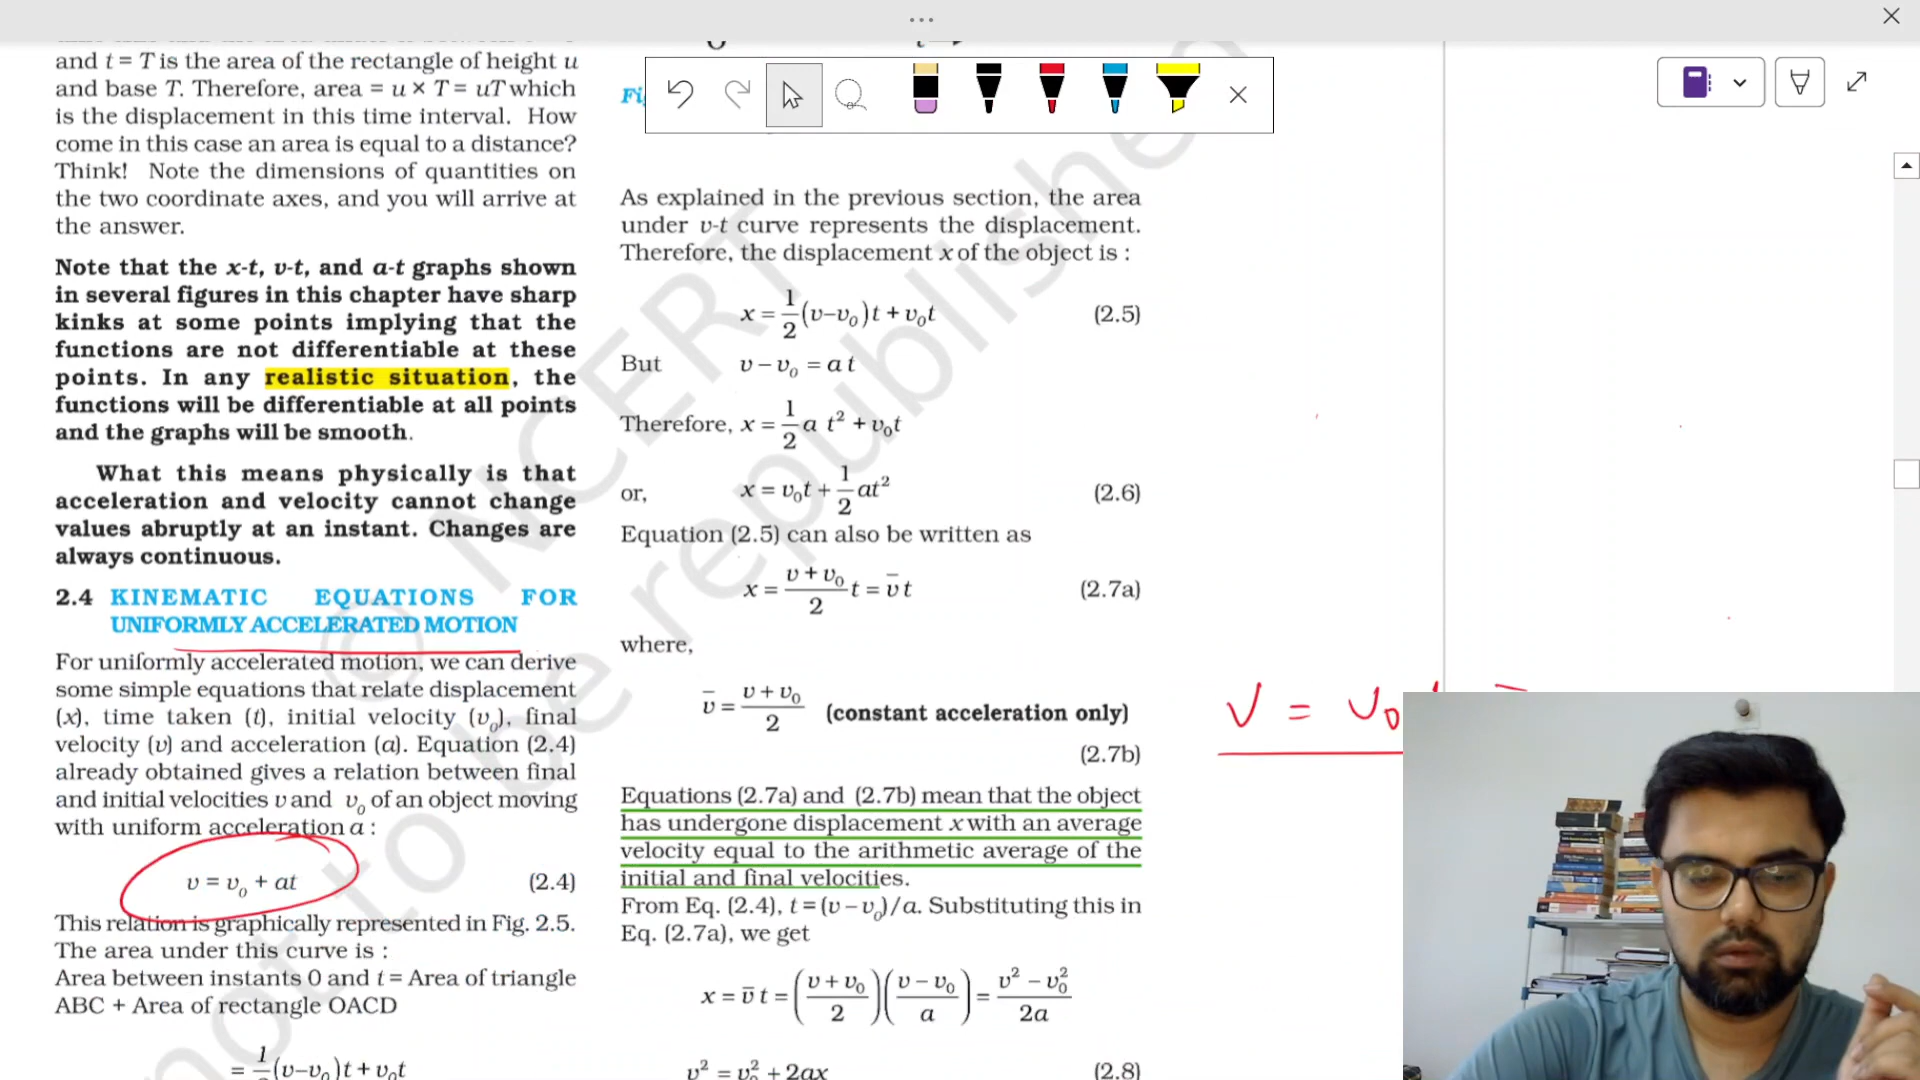 and t = T is the area of the rectangle of height u
and base T. Therefore, area = u × T = uT which
is the displacement in this time interval. How
come in this case an area is equal to a distance?
Think! Note the dimensions of quantities on
the two coordinate axes, and you will arrive at
the answer.
Note that the x-t, v-t, and a-t graphs shown
in several figures in this chapter have sharp
kinks at some points implying that the
functions are not differentiable at these
points. In any realistic situation, the
functions will be differentiable at all points
and the graphs will be smooth.
What this means physically is that
acceleration and velocity cannot change
values abruptly at an instant. Changes are
always continuous.
2.4 KINEMATIC EQUATIONS FOR
UNIFORMLY ACCELERATED MOTION
For uniformly accelerated motion, we can derive
some simple equations that relate displacement
(x), time taken (t), initial velocity (v₀), final
velocity (v) and acceleration (a). Equation (2.4)
already obtained gives a relation between final
and initial velocities v and v₀ of an object moving
with uniform acceleration a :
v = v₀ + at (2.4)
This relation is graphically represented in Fig. 2.5.
The area under this curve is :
Area between instants 0 and t = Area of triangle
ABC + Area of rectangle OACD
(v–v₀)t + v₀t
Fi
As explained in the previous section, the area
under v-t curve represents the displacement.
Therefore, the displacement x of the object is :
x = 1/2 (v–v₀)t + v₀t (2.5)
But v – v₀ = a t
Therefore, x = 1/2 a t² + v₀t
or, x = v₀t + 1/2 at² (2.6)
Equation (2.5) can also be written as
x = (v + v₀)/2 t = v̄ t (2.7a)
where,
v̄ = (v + v₀)/2 (constant acceleration only)
(2.7b)
Equations (2.7a) and (2.7b) mean that the object
has undergone displacement x with an average
velocity equal to the arithmetic average of the
initial and final velocities.
From Eq. (2.4), t = (v – v₀)/a. Substituting this in
Eq. (2.7a), we get
x = v̄ t = ((v + v₀)/2) ((v – v₀)/a) = (v² – v₀²)/2a
v² = v₀² + 2ax (2.8)
V = v₀
© NCERT
not to be republished